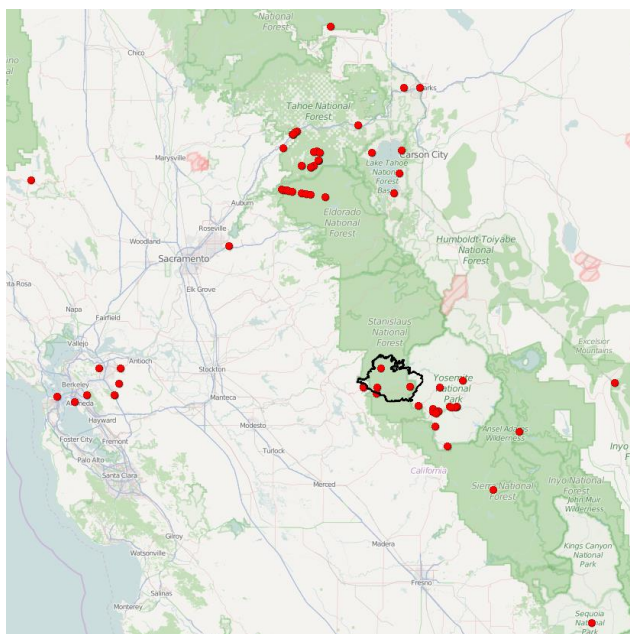 National
Forest
Chico
Tahoe National
Forest
Marysville
Carson City
Lake Tahoe
National
Forest
Basin
Auburn
Eldorado
National
Forest
Roseville
Woodland
Sacramento
Humboldt-Toiyabe
National
Forest
Elk Grove
Napa
Fairfield
Stanislaus
National
Forest
Excelsior
Mountains
Vallejo
Antioch
Stockton
Yosemite
National
Park
Berkeley
Manteca
Hayward
Modesto
Foster City
Fremont
Ansel Adams
Wilderness
Palo Alto
Turlock
Santa Clara
California
Merced
Sierra National
Forest
Inyo National
Forest
John Muir
Wilderness
Gilroy
Madera
Kings Canyon
National
Park
Watsonville
Fresno
Salinas
Monterey
Sequoia
National
Park